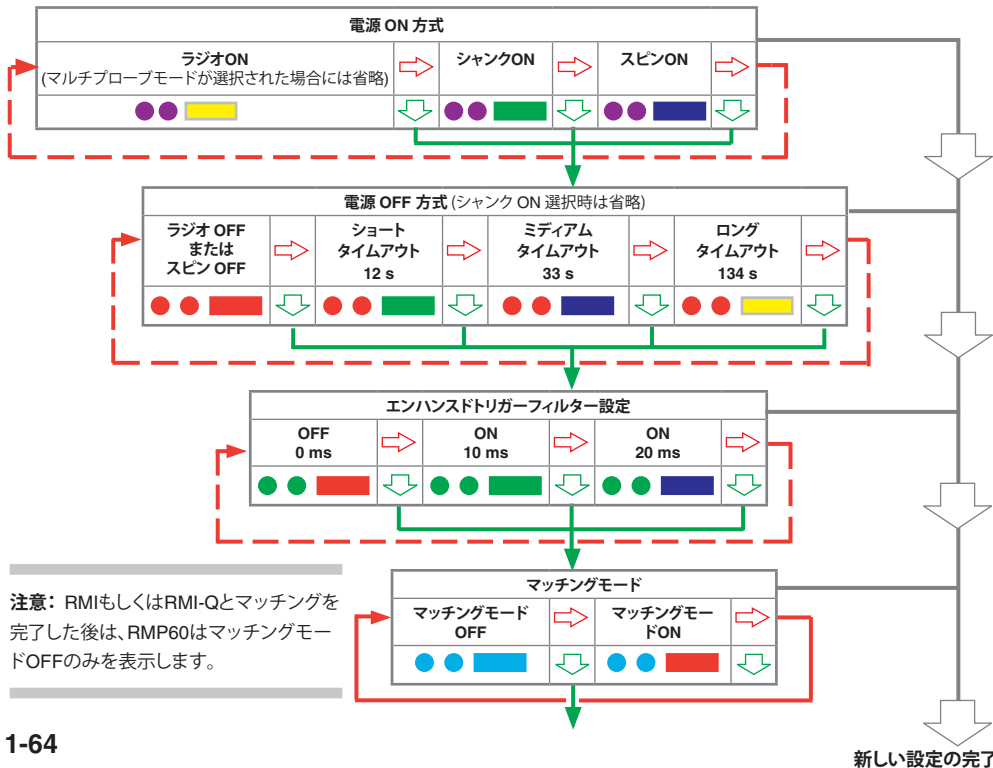 電源 ON 方式
ラジオON
(マルチプローブモードが選択された場合には省略)
シャンクON
スピンON
電源 OFF 方式 (シャンク ON 選択時は省略)
ラジオ OFF
または
スピン OFF
ショート
タイムアウト
12 s
ミディアム
タイムアウト
33 s
ロング
タイムアウト
134 s
エンハンスドトリガーフィルター設定
OFF
0 ms
ON
10 ms
ON
20 ms
マッチングモード
マッチングモード
OFF
マッチングモー
ドON
注意： RMIもしくはRMI-Qとマッチングを
完了した後は、RMP60はマッチングモー
ドOFFのみを表示します。
1-64
新しい設定の完了